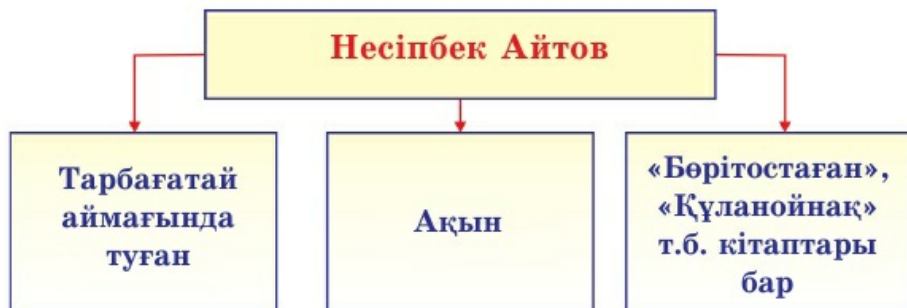 Несіпбек Айтов
Тарбағатай
аймағында
туған
Ақын
«Бөрітостаған»,
«Құланойнақ»
т.б. кітаптары
бар